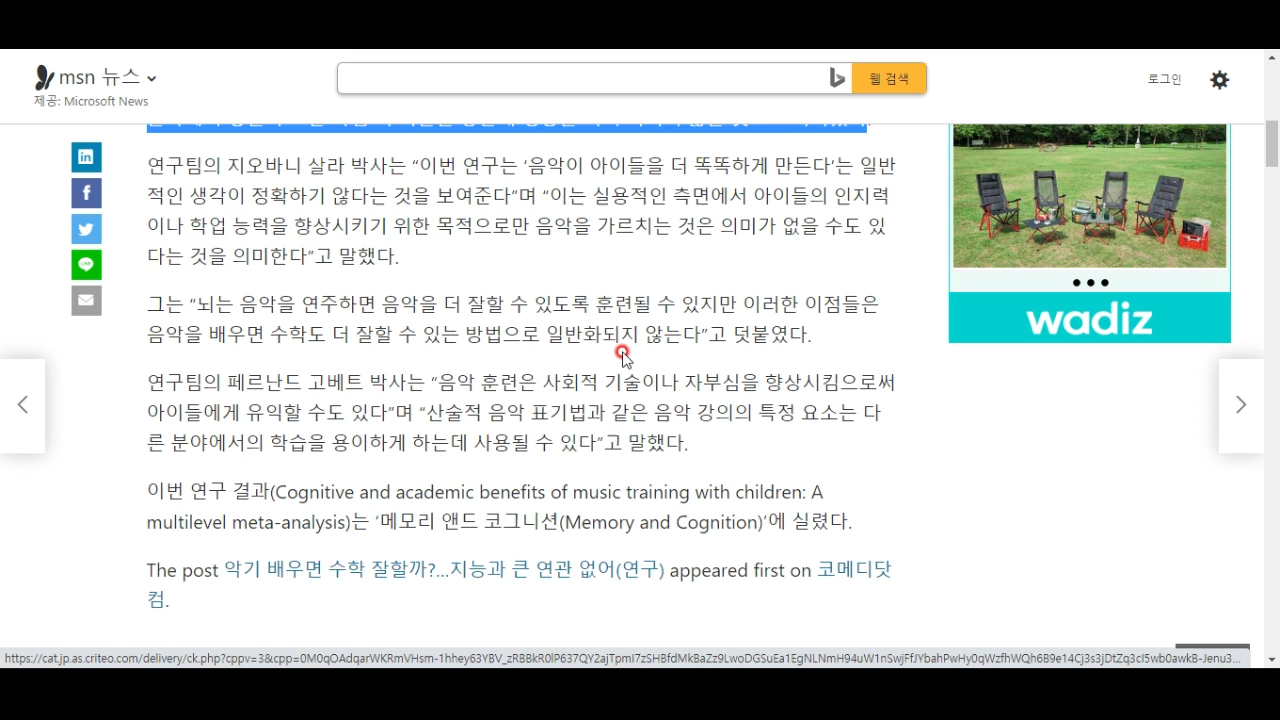 msn 뉴스
제공: Microsoft News
웹 검색
로그인
연구팀의 지오바니 살라 박사는 “이번 연구는 ‘음악이 아이들을 더 똑똑하게 만든다’는 일반
적인 생각이 정확하기 않다는 것을 보여준다”며 “이는 실용적인 측면에서 아이들의 인지력
이나 학업 능력을 향상시키기 위한 목적으로만 음악을 가르치는 것은 의미가 없을 수도 있
다는 것을 의미한다”고 말했다.
그는 “뇌는 음악을 연주하면 음악을 더 잘할 수 있도록 훈련될 수 있지만 이러한 이점들은
음악을 배우면 수학도 더 잘할 수 있는 방법으로 일반화되지 않는다”고 덧붙였다.
연구팀의 페르난드 고베트 박사는 “음악 훈련은 사회적 기술이나 자부심을 향상시킴으로써
아이들에게 유익할 수도 있다”며 “산술적 음악 표기법과 같은 음악 강의의 특정 요소는 다
른 분야에서의 학습을 용이하게 하는데 사용될 수 있다”고 말했다.
이번 연구 결과(Cognitive and academic benefits of music training with children: A
multilevel meta-analysis)는 ‘메모리 앤드 코그니션(Memory and Cognition)’에 실렸다.
The post 악기 배우면 수학 잘할까?...지능과 큰 연관 없어(연구) appeared first on 코메디닷
컴.
wadiz